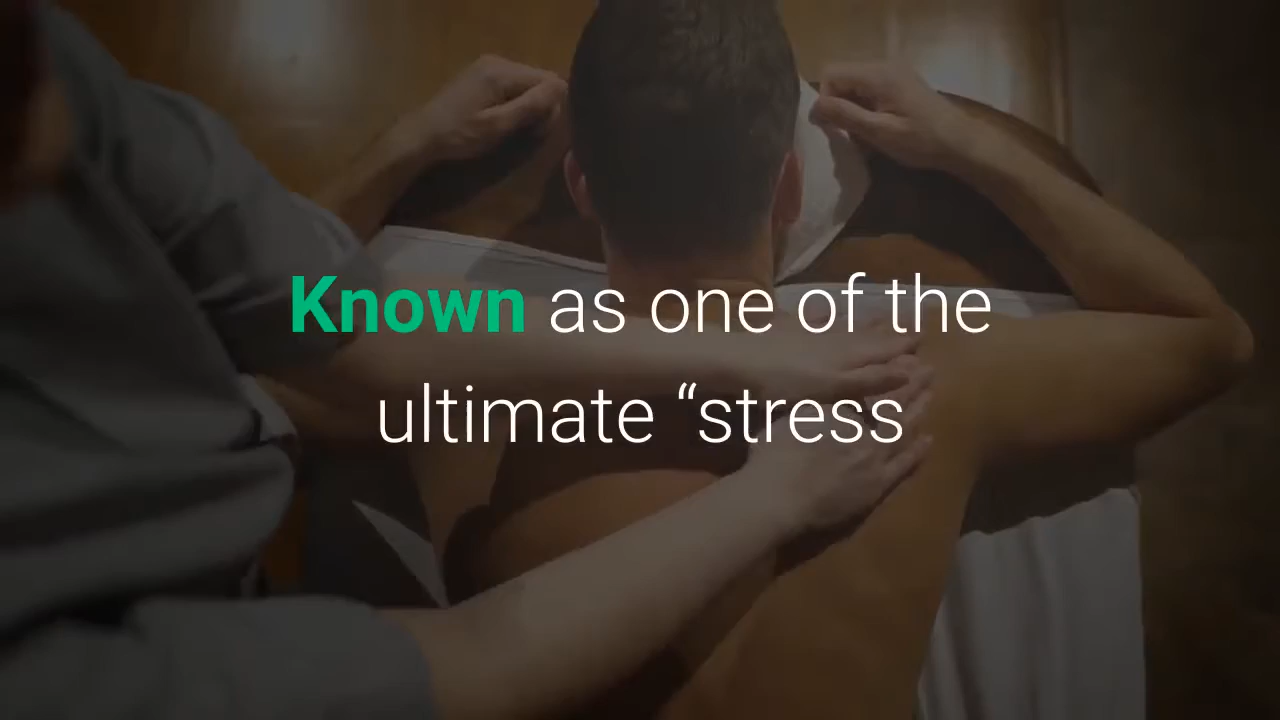 Known as one of the
ultimate “stress